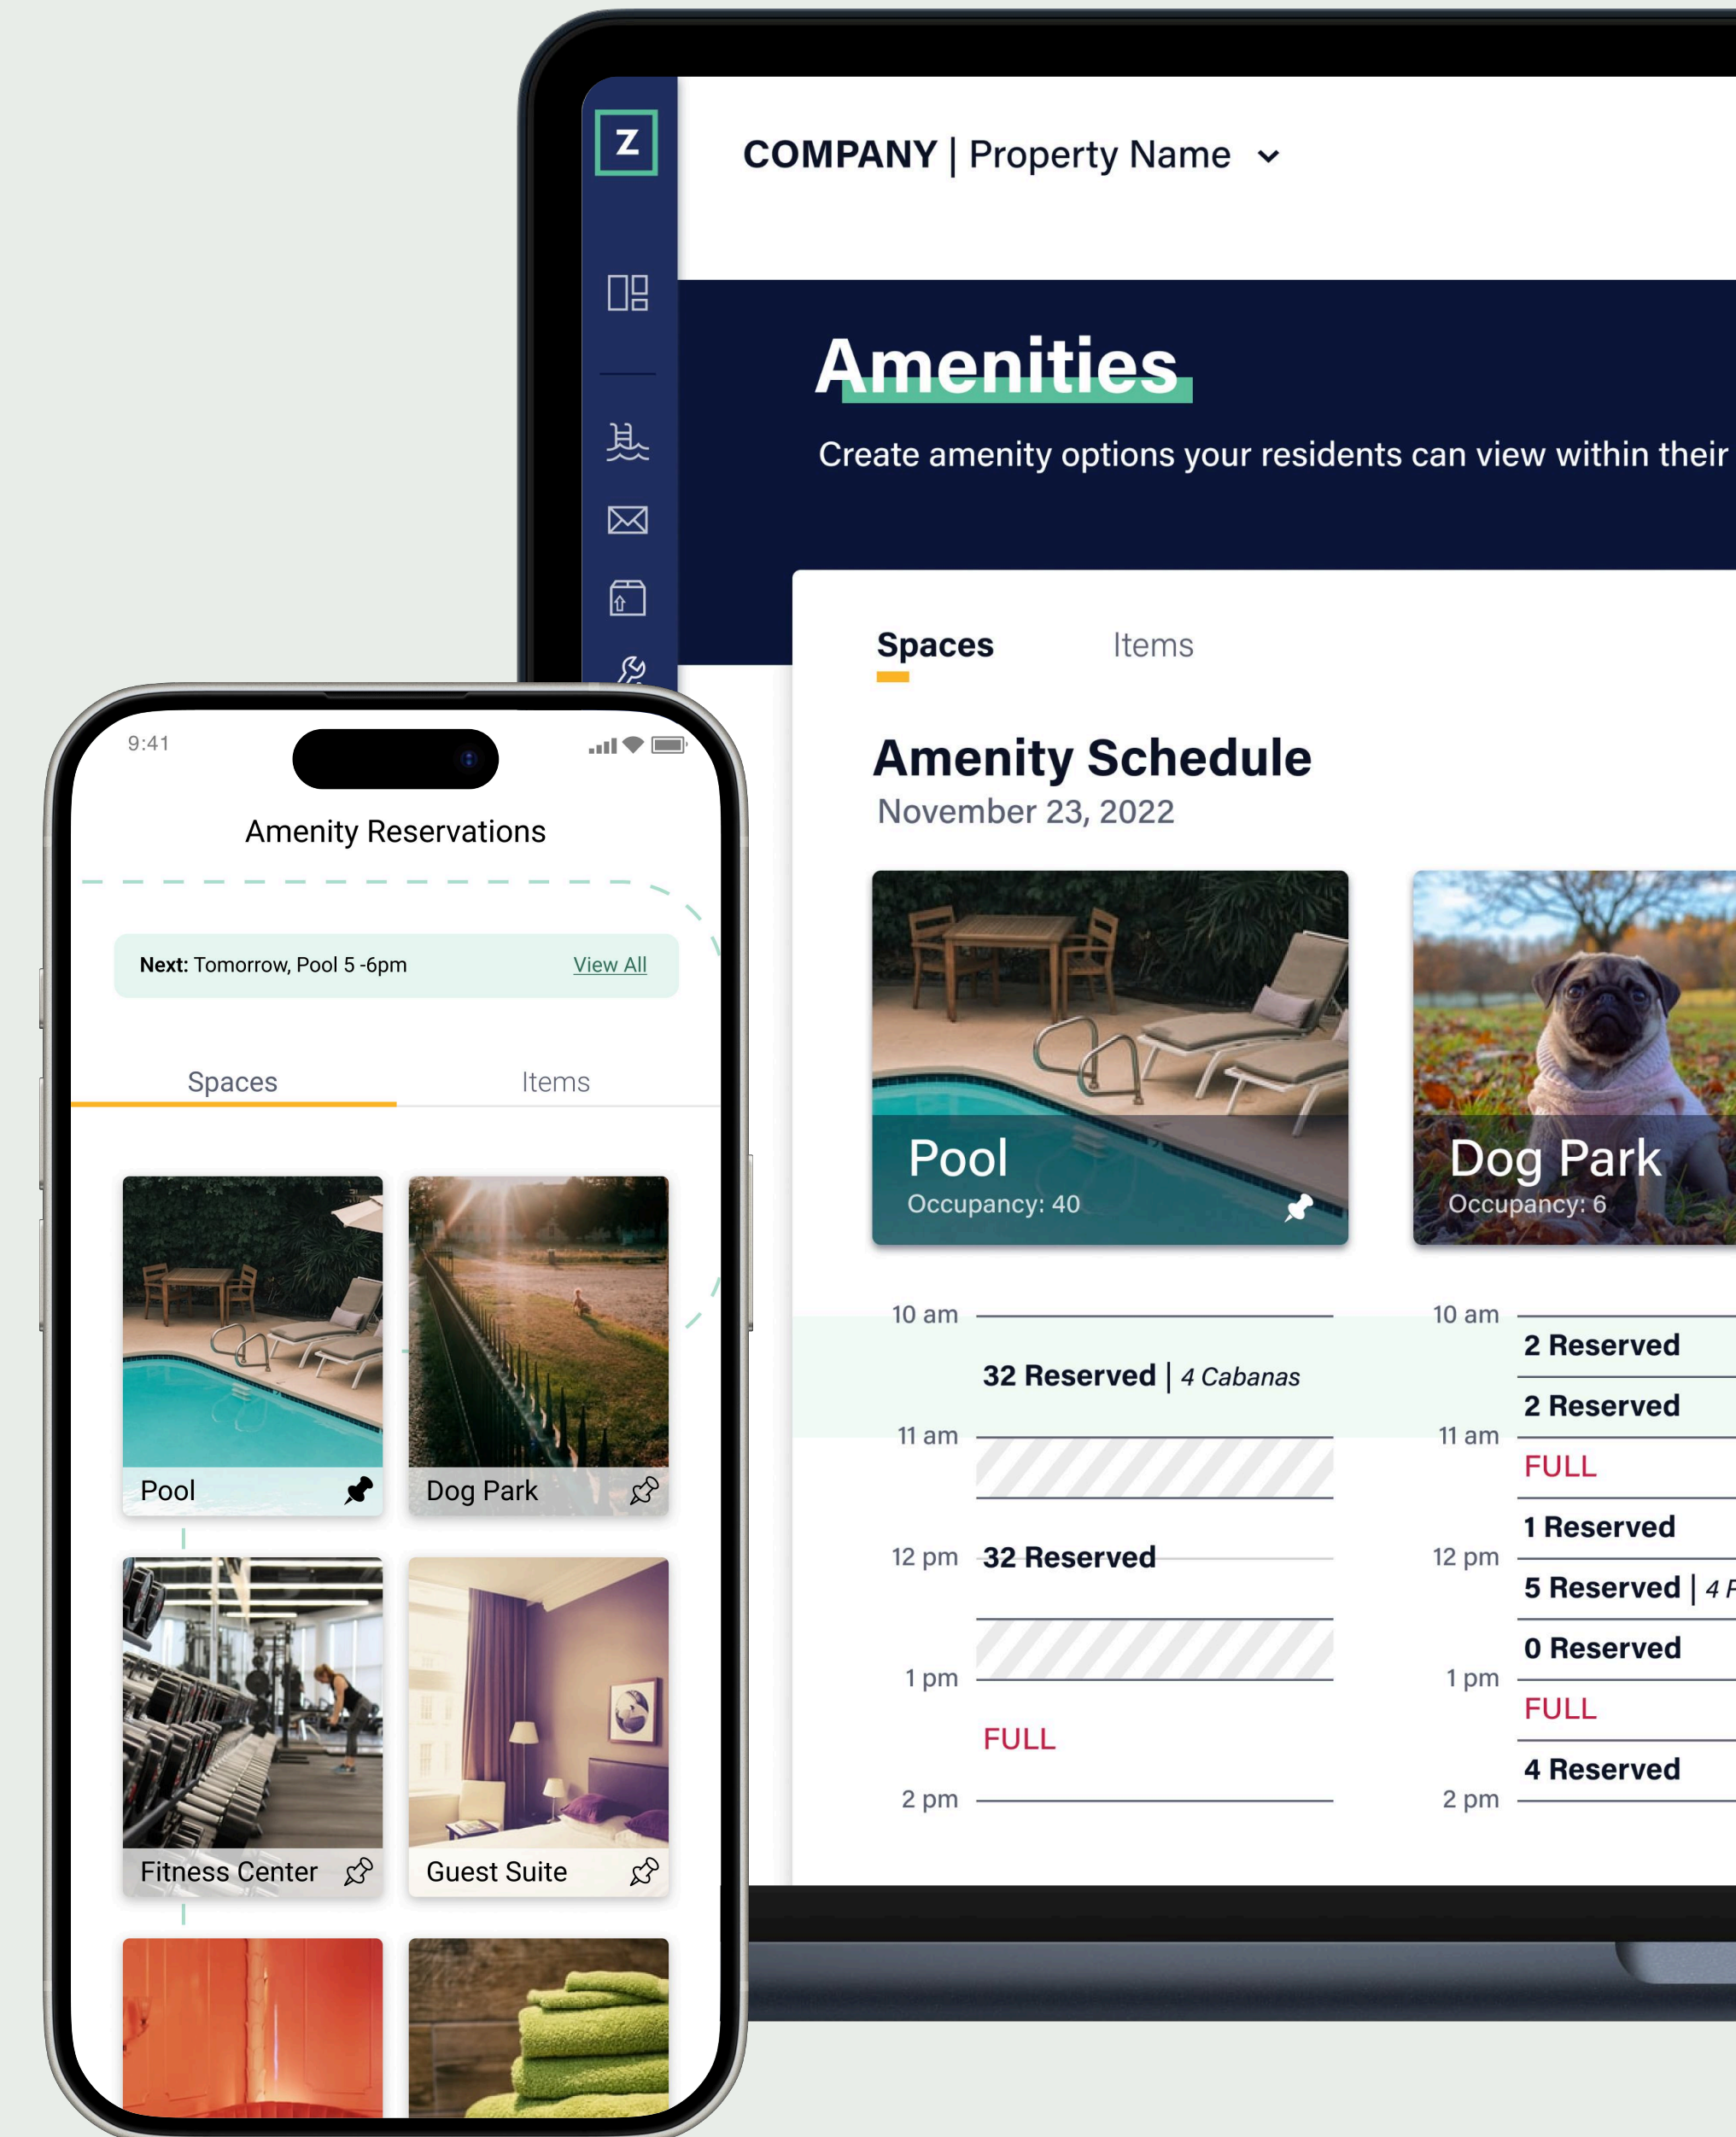 Z
COMPANY | Property Name
Amenities
Create amenity options your residents can view within their
Spaces Items
Amenity Schedule
November 23, 2022
Pool
Occupancy: 40
Dog Park
Occupancy: 6
10 am
32 Reserved | 4 Cabanas
11 am
12 pm 32 Reserved
1 pm
FULL
2 pm
10 am
2 Reserved
2 Reserved
11 am
FULL
1 Reserved
12 pm
5 Reserved | 4
0 Reserved
1 pm
FULL
4 Reserved
2 pm
9:41
Amenity Reservations
Next: Tomorrow, Pool 5 -6pm View All
Spaces Items
Pool
Dog Park
Fitness Center
Guest Suite